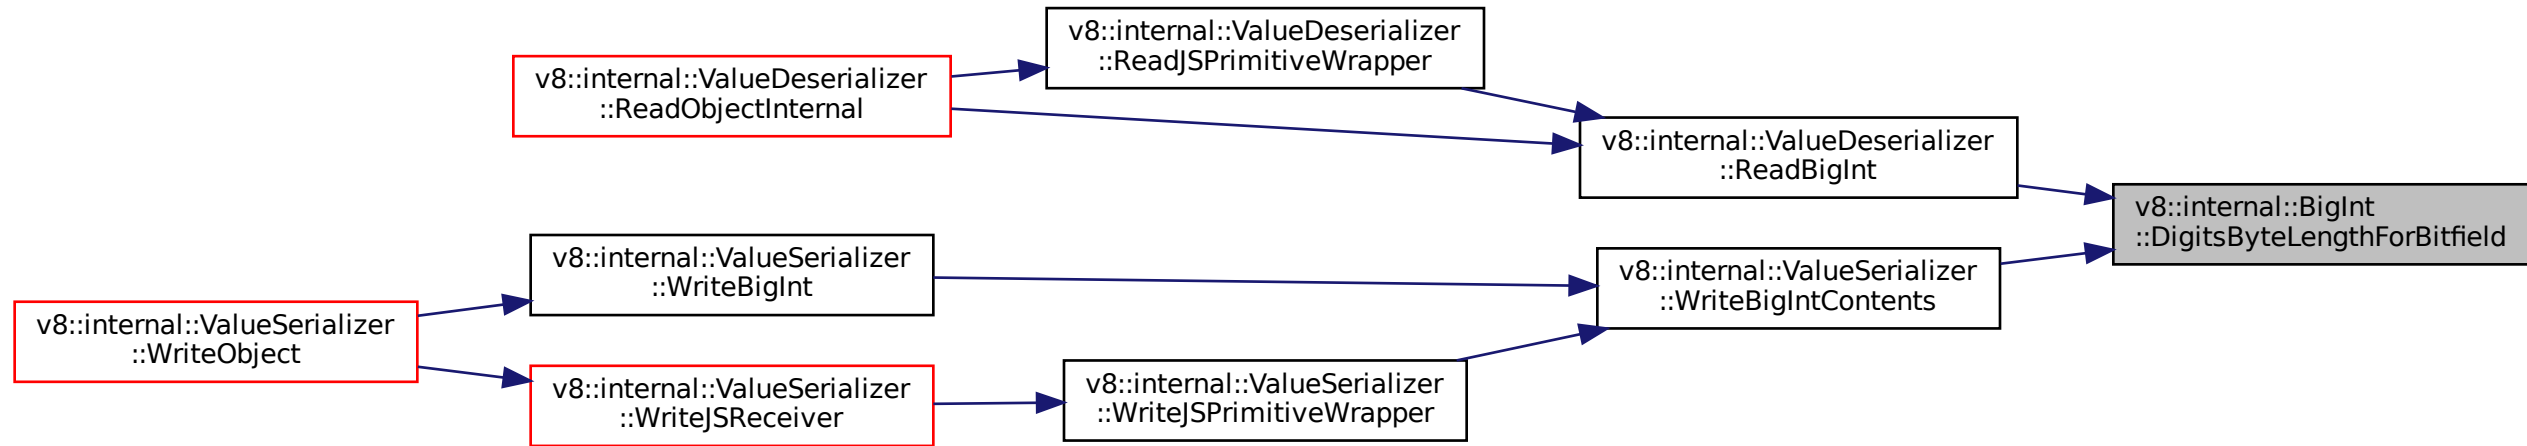 v8::internal::ValueDeserializer
::ReadJSPrimitiveWrapper
v8::internal::ValueDeserializer
::ReadObjectInternal
v8::internal::ValueDeserializer
::ReadBigInt
v8::internal::BigInt
::DigitsByteLengthForBitfield
v8::internal::ValueSerializer
::WriteBigInt
v8::internal::ValueSerializer
::WriteBigIntContents
v8::internal::ValueSerializer
::WriteObject
v8::internal::ValueSerializer
::WriteJSReceiver
v8::internal::ValueSerializer
::WriteJSPrimitiveWrapper